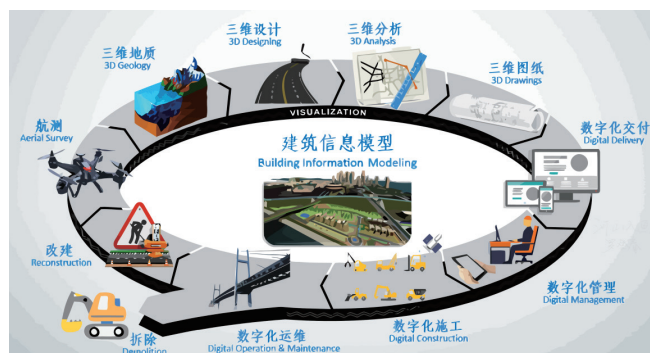 三维设计
3D Designing
三维分析
3D Analysis
三维地质
3D Geology
三维图纸
3D Drawings
VISUALIZATION
航测
Aerial Survey
数字化交付
Digital Delivery
建筑信息模型
Building Information Modeling
改建
Reconstruction
数字化管理
Digital Management
拆除
Demolition
数字化运维
Digital Operation & Maintenance
数字化施工
Digital Construction